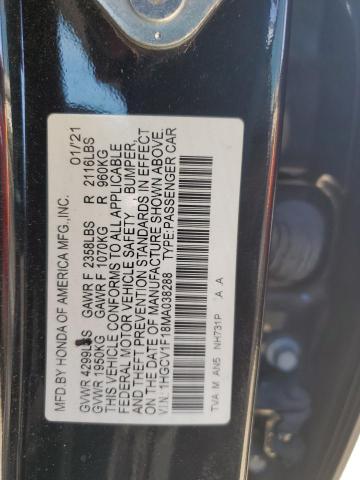 MFD BY HONDA OF AMERICA MFG.,INC. 01/'21
GVWR 4299LBS GAWR F 2358LBS R 2116LBS
GVWR 1950KG GAWR F 1070KG R 960KG
THIS VEHICLE CONFORMS TO ALL APPLICABLE
FEDERAL MOTOR VEHICLE SAFETY, BUMPER,
AND THEFT PREVENTION STANDARDS IN EFFECT
ON THE DATE OF MANUFACTURE SHOWN ABOVE.
V.I.N.: 1HGCV1F18MA038288 TYPE:PASSENGER CAR
TVA M AN5 NH731P A A